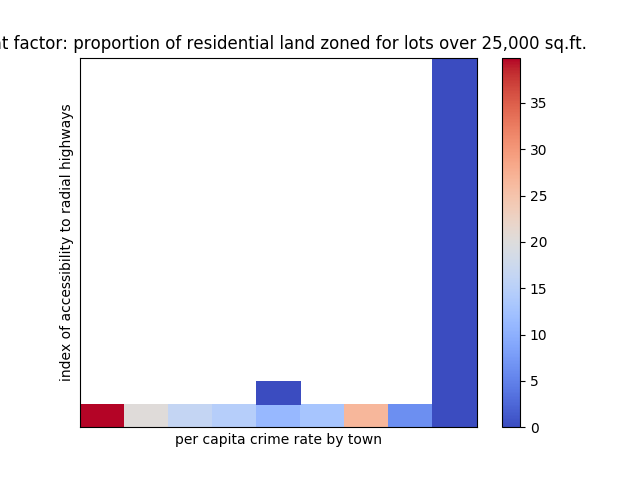 factor: proportion of residential land zoned for lots over 25,000 sq.ft.
index of accessibility to radial highways
per capita crime rate by town
35
30
25
20
15
10
5
0